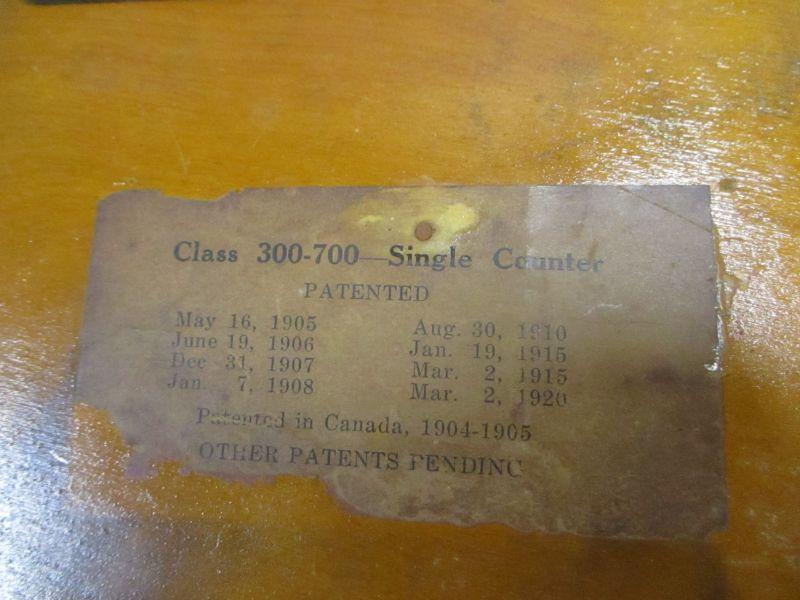 Class 300-700—Single Counter
PATENTED
May 16, 1905
June 19, 1906
Dec 31, 1907
Jan. 7, 1908
Aug. 30, 1910
Jan. 19, 1915
Mar. 2, 1915
Mar. 2, 1920
Patented in Canada, 1904-1905
OTHER PATENTS PENDING